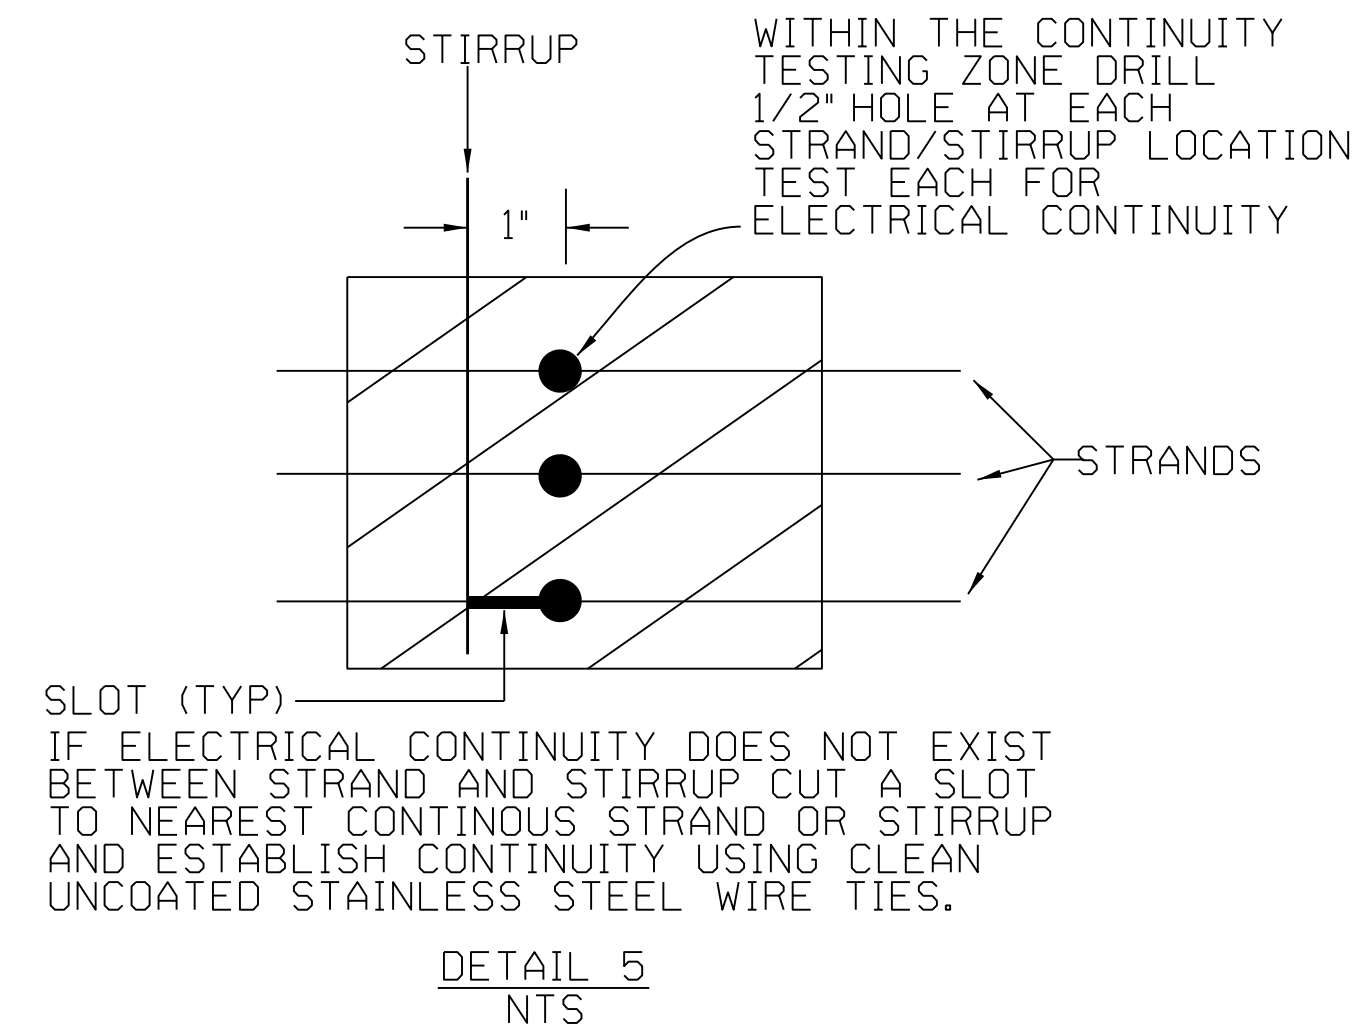 STIRRUP
WITHIN THE CONTINUITY
TESTING ZONE DRILL
1/2" HOLE AT EACH
STRAND/STIRRUP LOCATION
TEST EACH FOR
ELECTRICAL CONTINUITY
1"
STRANDS
SLOT (TYP)
IF ELECTRICAL CONTINUITY DOES NOT EXIST
BETWEEN STRAND AND STIRRUP CUT A SLOT
TO NEAREST CONTINOUS STRAND OR STIRRUP
AND ESTABLISH CONTINUITY USING CLEAN
UNCOATED STAINLESS STEEL WIRE TIES.
DETAIL 5
NTS